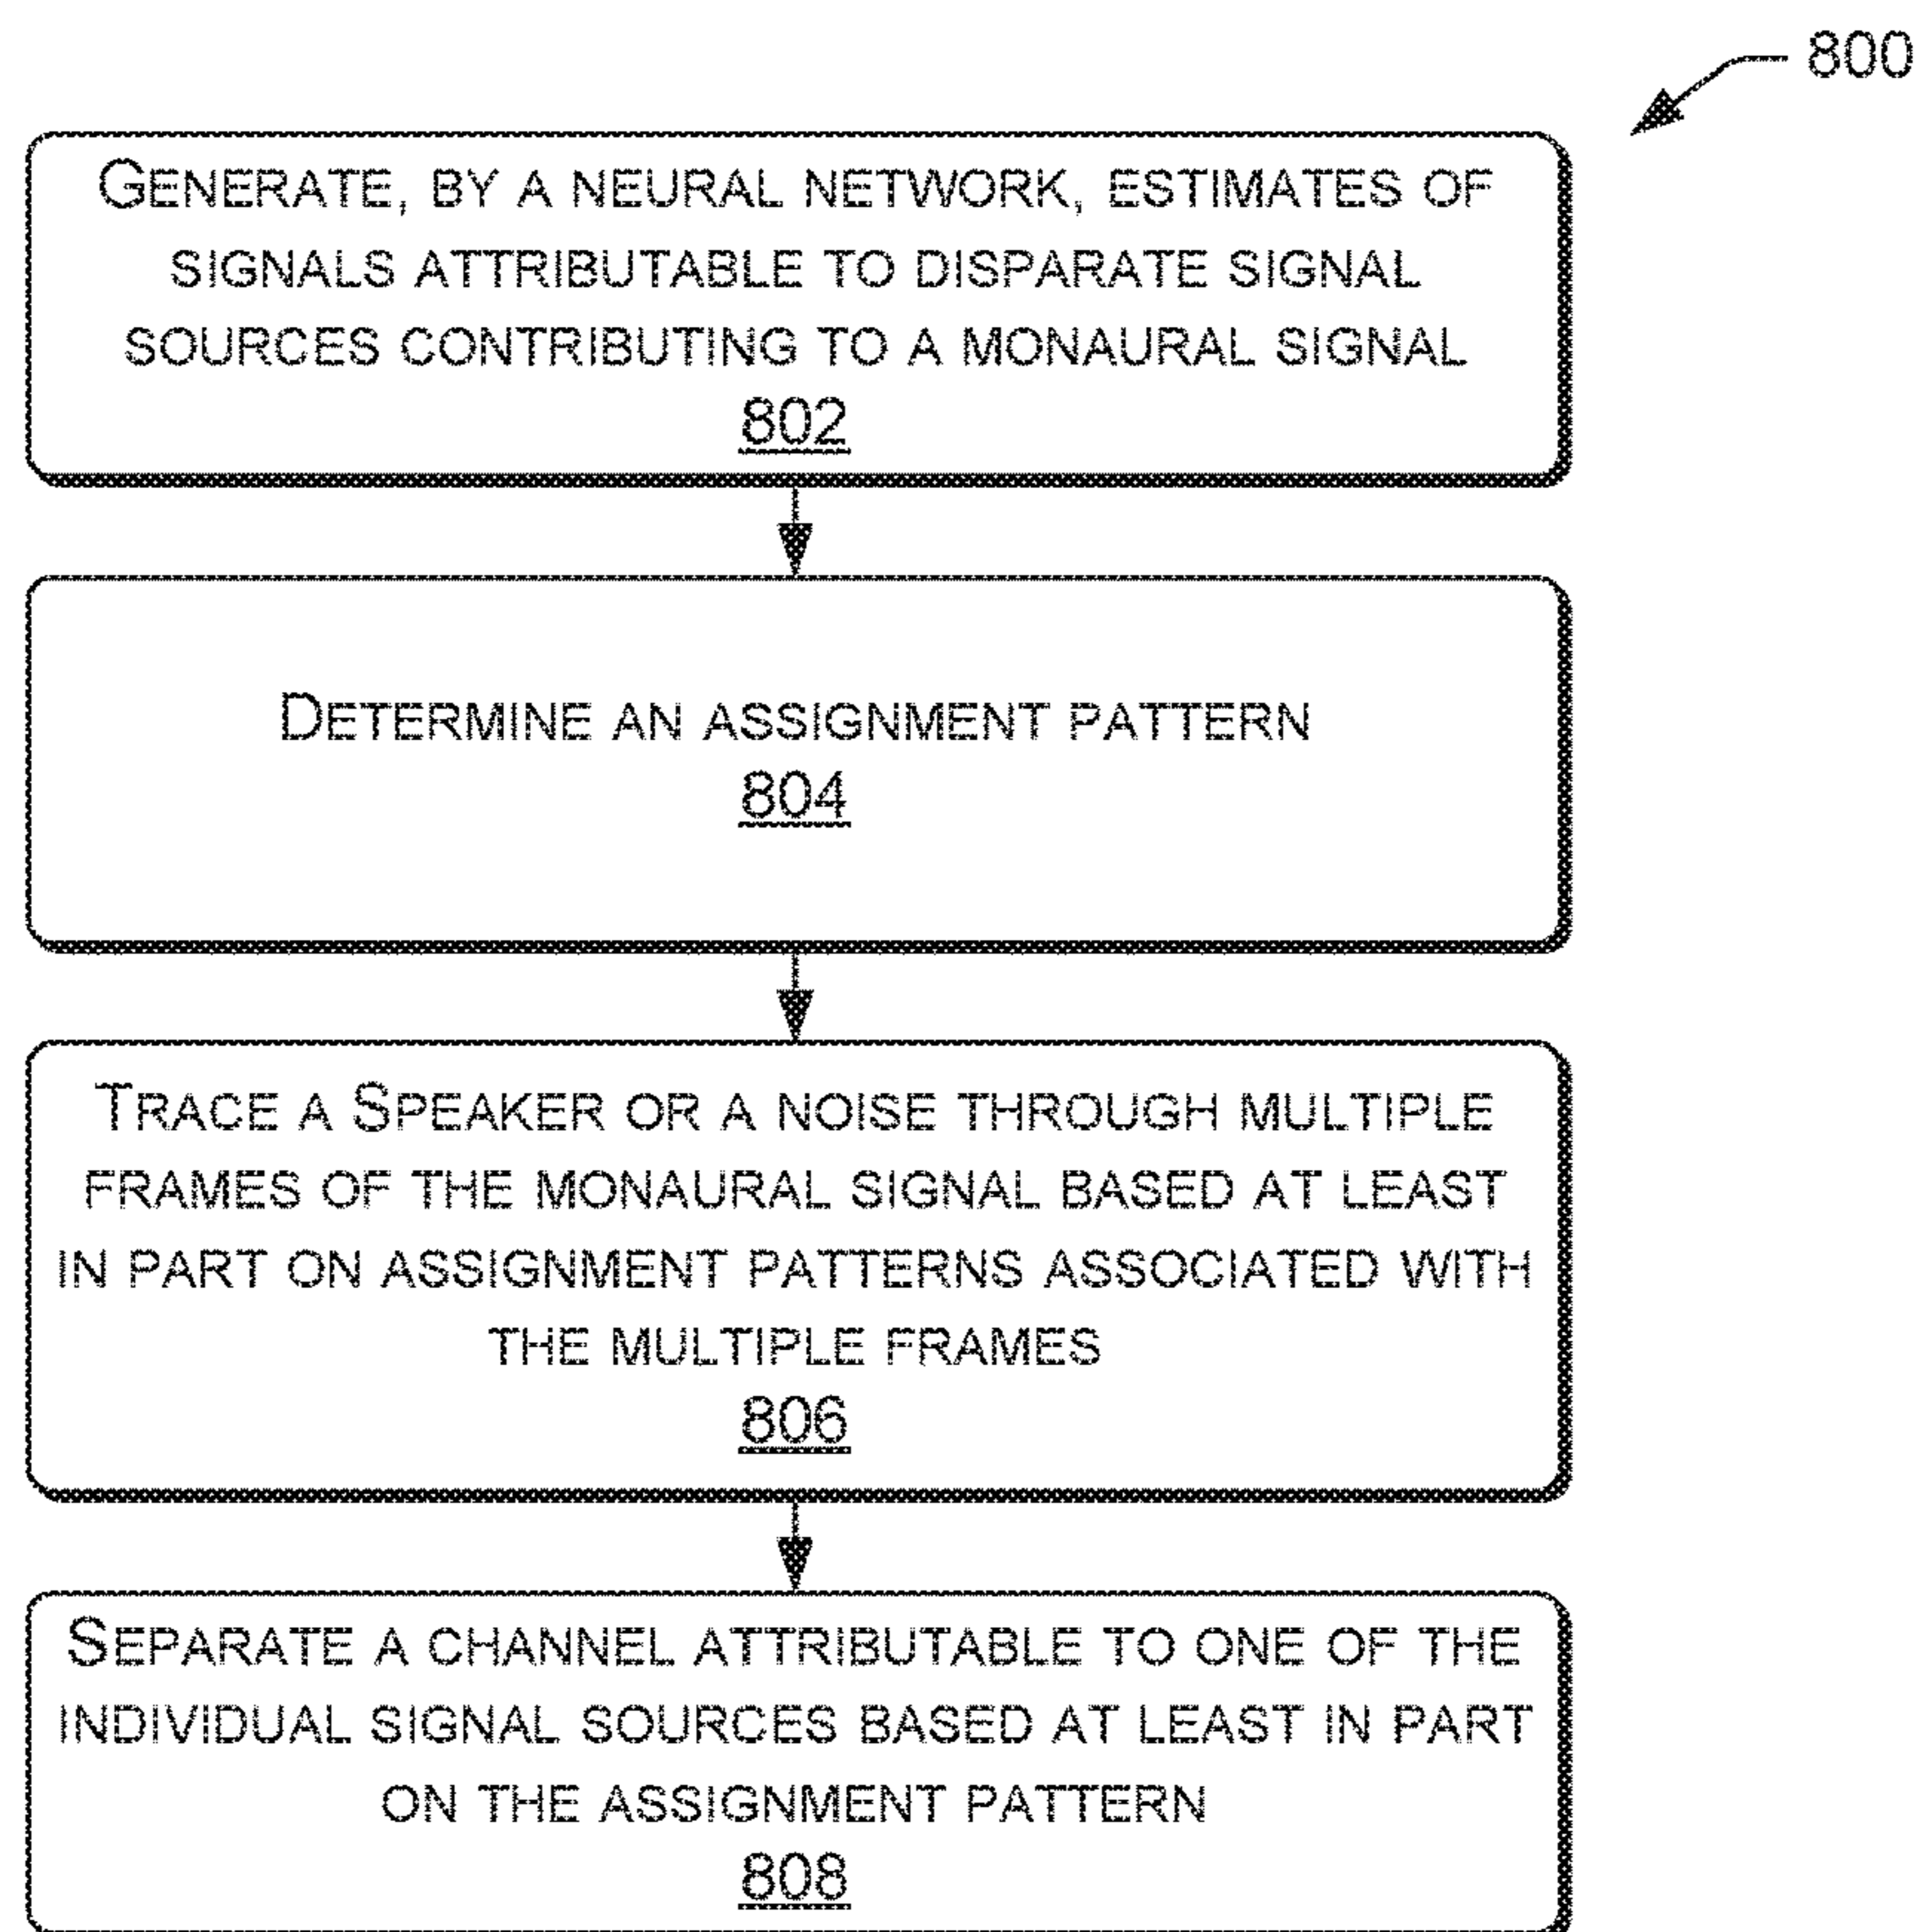 800
GENERATE, BY A NEURAL NETWORK, ESTIMATES OF
SIGNALS ATTRIBUTABLE TO DISPARATE SIGNAL
SOURCES CONTRIBUTING TO A MONAURAL SIGNAL
802
DETERMINE AN ASSIGNMENT PATTERN
804
TRACE A SPEAKER OR A NOISE THROUGH MULTIPLE
FRAMES OF THE MONAURAL SIGNAL BASED AT LEAST
IN PART ON ASSIGNMENT PATTERNS ASSOCIATED WITH
THE MULTIPLE FRAMES
806
SEPARATE A CHANNEL ATTRIBUTABLE TO ONE OF THE
INDIVIDUAL SIGNAL SOURCES BASED AT LEAST IN PART
ON THE ASSIGNMENT PATTERN
808